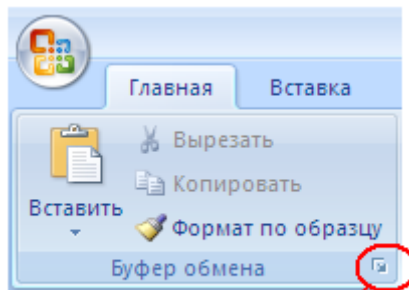 Главная Вставка
Вырезать
Копировать
Вставить
Формат по образцу
Буфер обмена